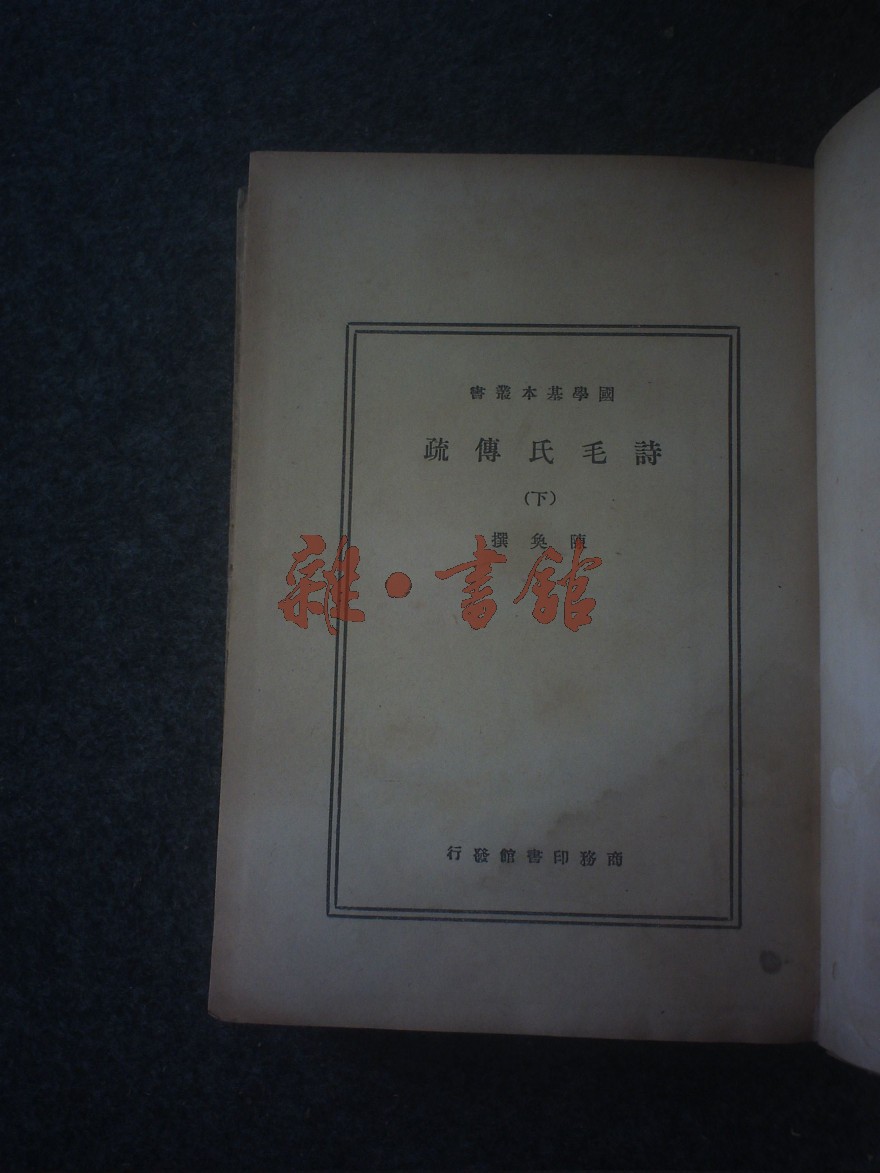 國學基本叢書
詩毛氏傳疏
(下)
陳奐撰
雜·書館
商務印書館發行